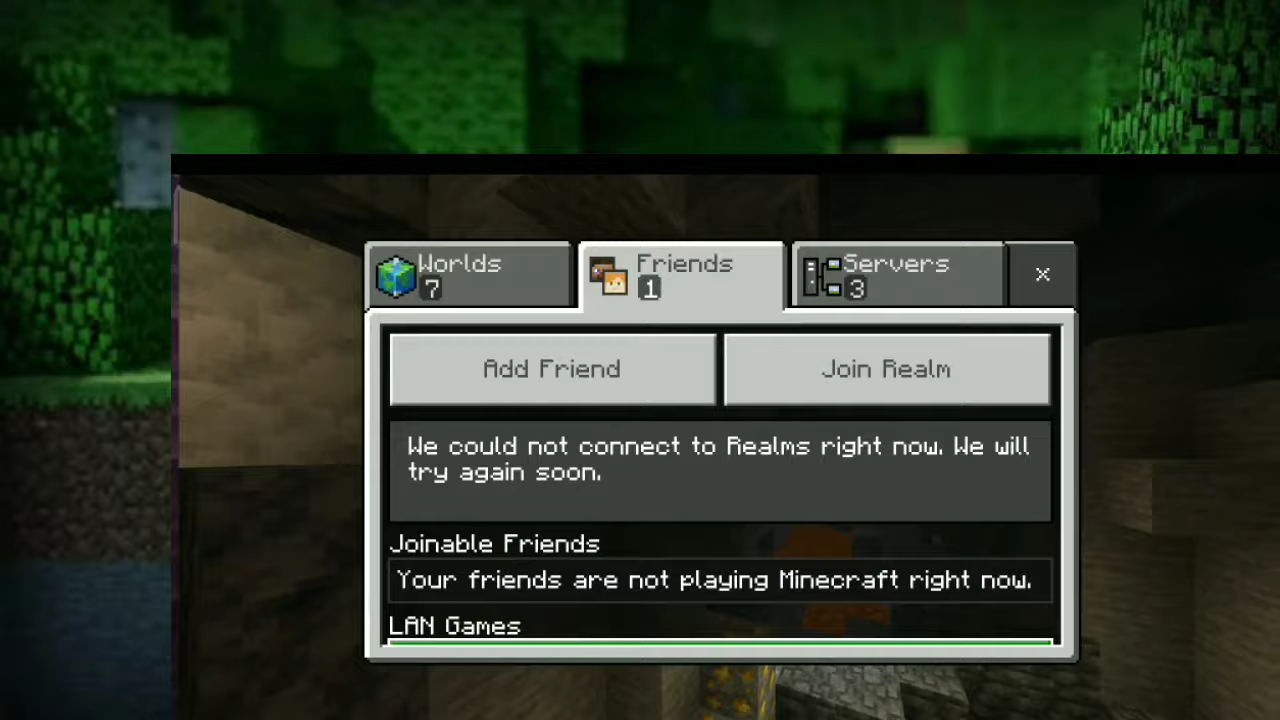 Worlds
7
Friends
1
Servers
3
x
Add Friend
Join Realm
We could not connect to Realms right now. We will
try again soon.
Joinable Friends
Your friends are not playing Minecraft right now.
LAN Games